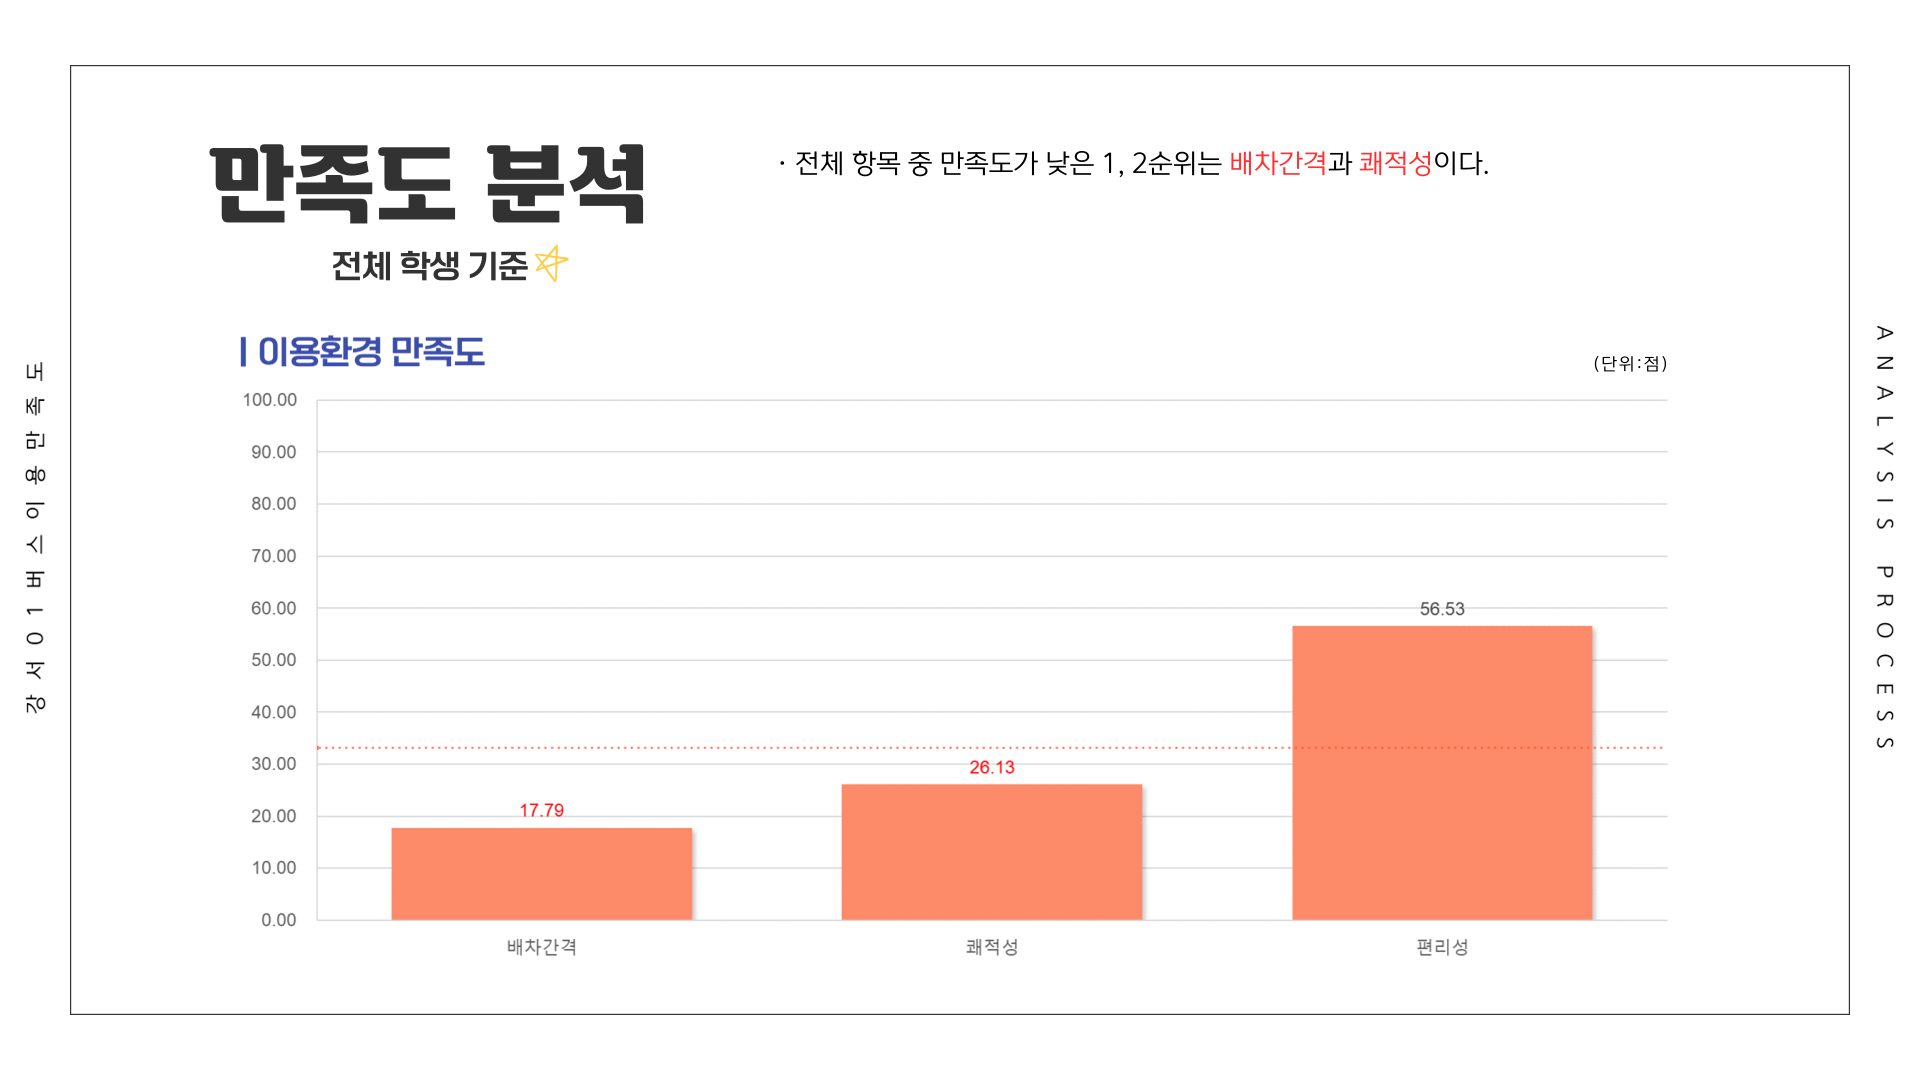 만족도 분석
전체 학생 기준
· 전체 항목 중 만족도가 낮은 1, 2순위는 배차간격과 쾌적성이다.
| 이용환경 만족도
(단위:점)
100.00
90.00
80.00
70.00
60.00
50.00
40.00
30.00
20.00
10.00
0.00
17.79
26.13
56.53
배차간격
쾌적성
편리성
강서01버스이용만족도
ANALYSIS PROCESS